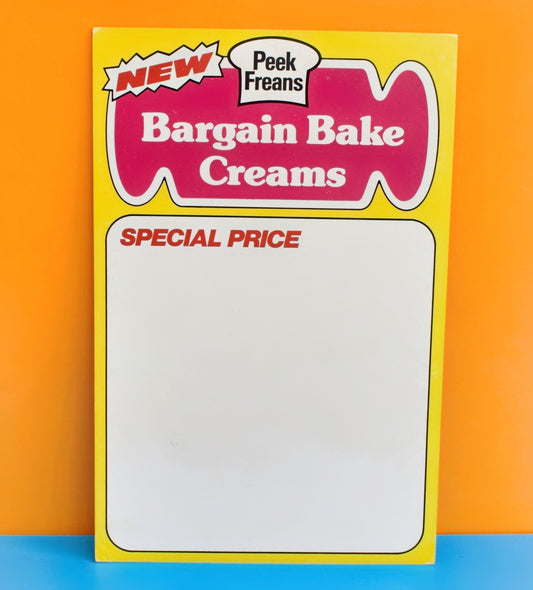 NEW
Peek
Freans
Bargain Bake
Creams
SPECIAL PRICE